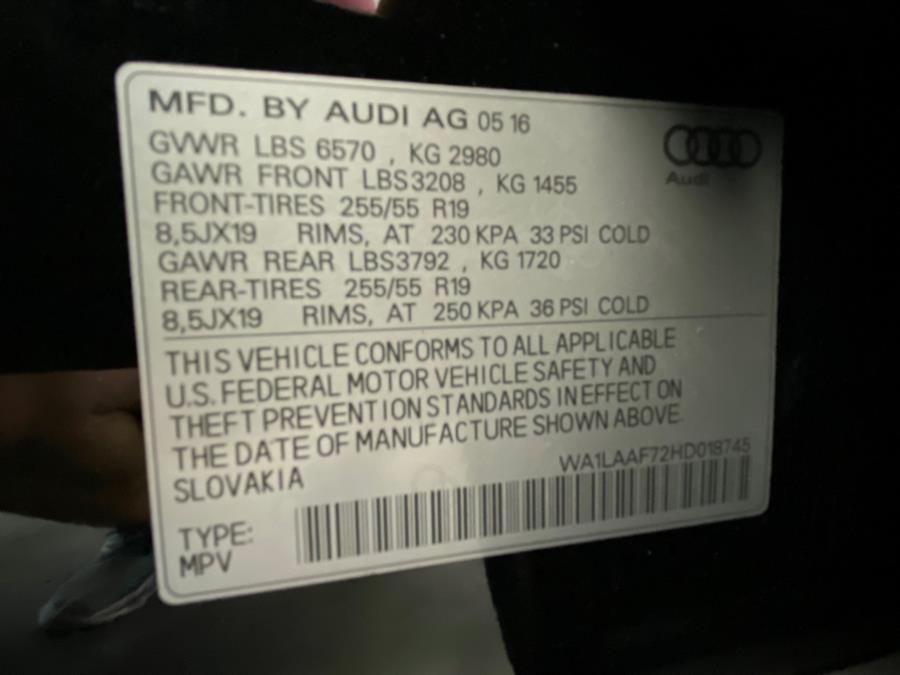 MFD. BY AUDI AG 05 16
GVWR LBS 6570 , KG 2980
GAWR FRONT LBS3208 , KG 1455
FRONT-TIRES 255/55 R19
8,5JX19 RIMS, AT 230 KPA 33 PSI COLD
GAWR REAR LBS3792 , KG 1720
REAR-TIRES 255/55 R19
8,5JX19 RIMS, AT 250 KPA 36 PSI COLD
Audi
THIS VEHICLE CONFORMS TO ALL APPLICABLE
U.S. FEDERAL MOTOR VEHICLE SAFETY AND
THEFT PREVENTION STANDARDS IN EFFECT ON
THE DATE OF MANUFACTURE SHOWN ABOVE.
SLOVAKIA
WA1LAAF72HD018745
TYPE:
MPV